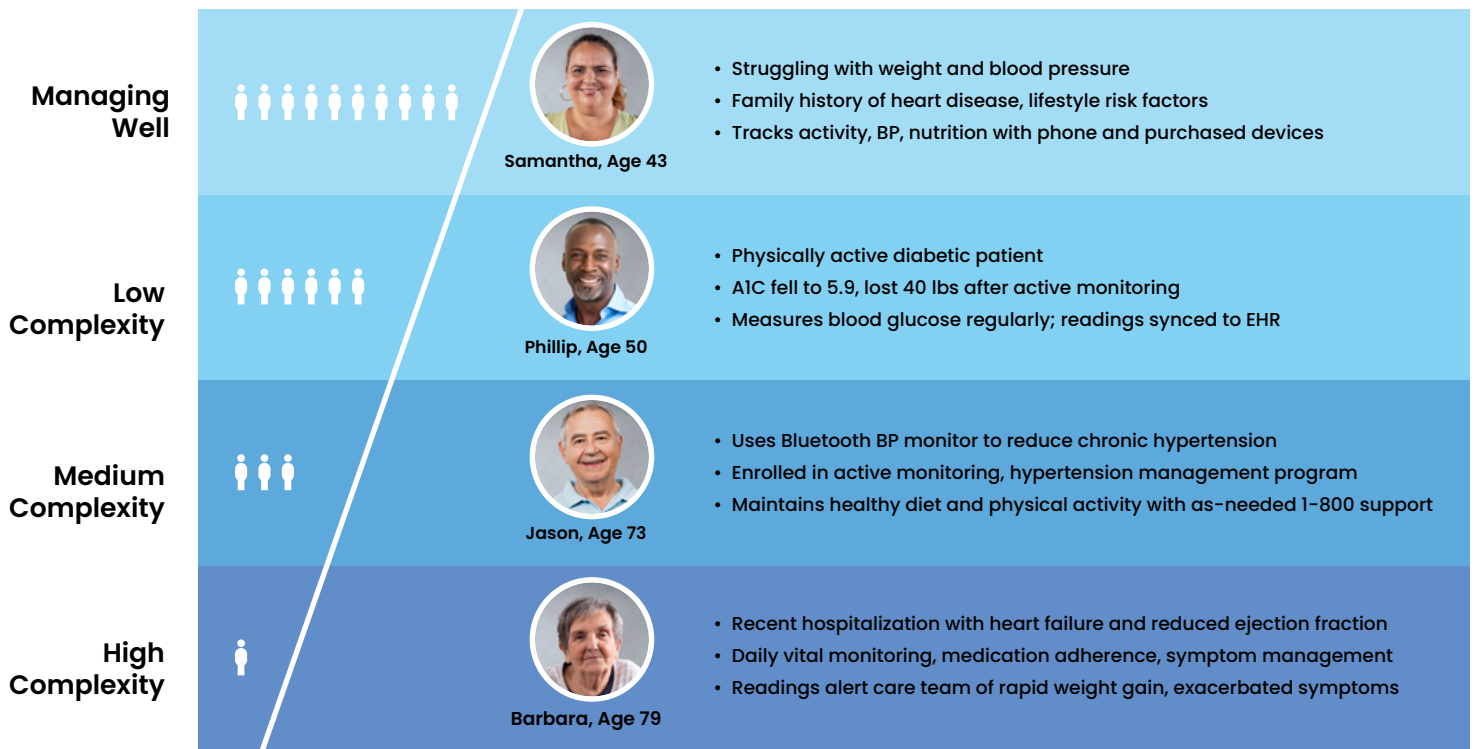 Managing
Well
Samantha, Age 43
• Struggling with weight and blood pressure
• Family history of heart disease, lifestyle risk factors
• Tracks activity, BP, nutrition with phone and purchased devices
Low
Complexity
Phillip, Age 50
• Physically active diabetic patient
• A1C fell to 5.9, lost 40 lbs after active monitoring
• Measures blood glucose regularly; readings synced to EHR
Medium
Complexity
Jason, Age 73
• Uses Bluetooth BP monitor to reduce chronic hypertension
• Enrolled in active monitoring, hypertension management program
• Maintains healthy diet and physical activity with as-needed 1-800 support
High
Complexity
Barbara, Age 79
• Recent hospitalization with heart failure and reduced ejection fraction
• Daily vital monitoring, medication adherence, symptom management
• Readings alert care team of rapid weight gain, exacerbated symptoms